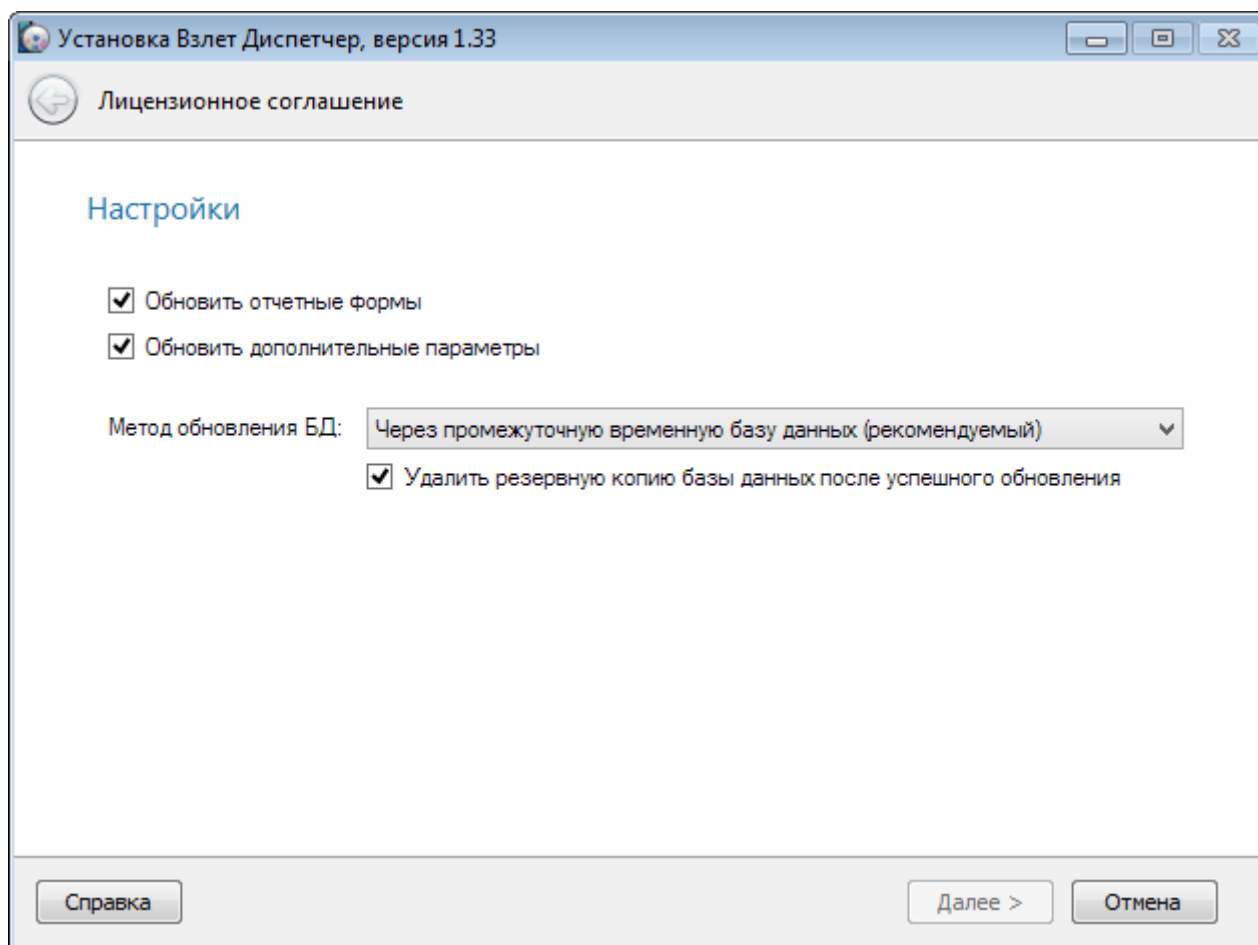 Установка Взлет Диспетчер, версия 1.33
Лицензионное соглашение
Настройки
Обновить отчетные формы
Обновить дополнительные параметры
Метод обновления БД: Через промежуточную временную базу данных (рекомендуемый)
Удалить резервную копию базы данных после успешного обновления
Справка Далее > Отмена